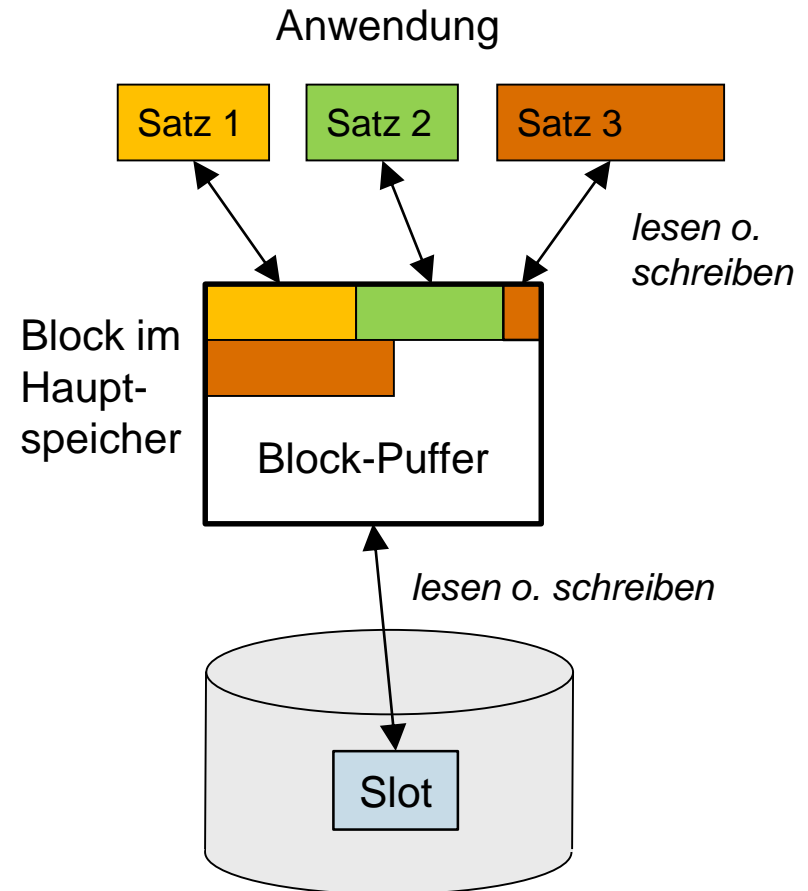 Anwendung
Satz 1
Satz 2
Satz 3
lesen o.
schreiben
Block im
Haupt-
speicher
Block-Puffer
lesen o. schreiben
Slot